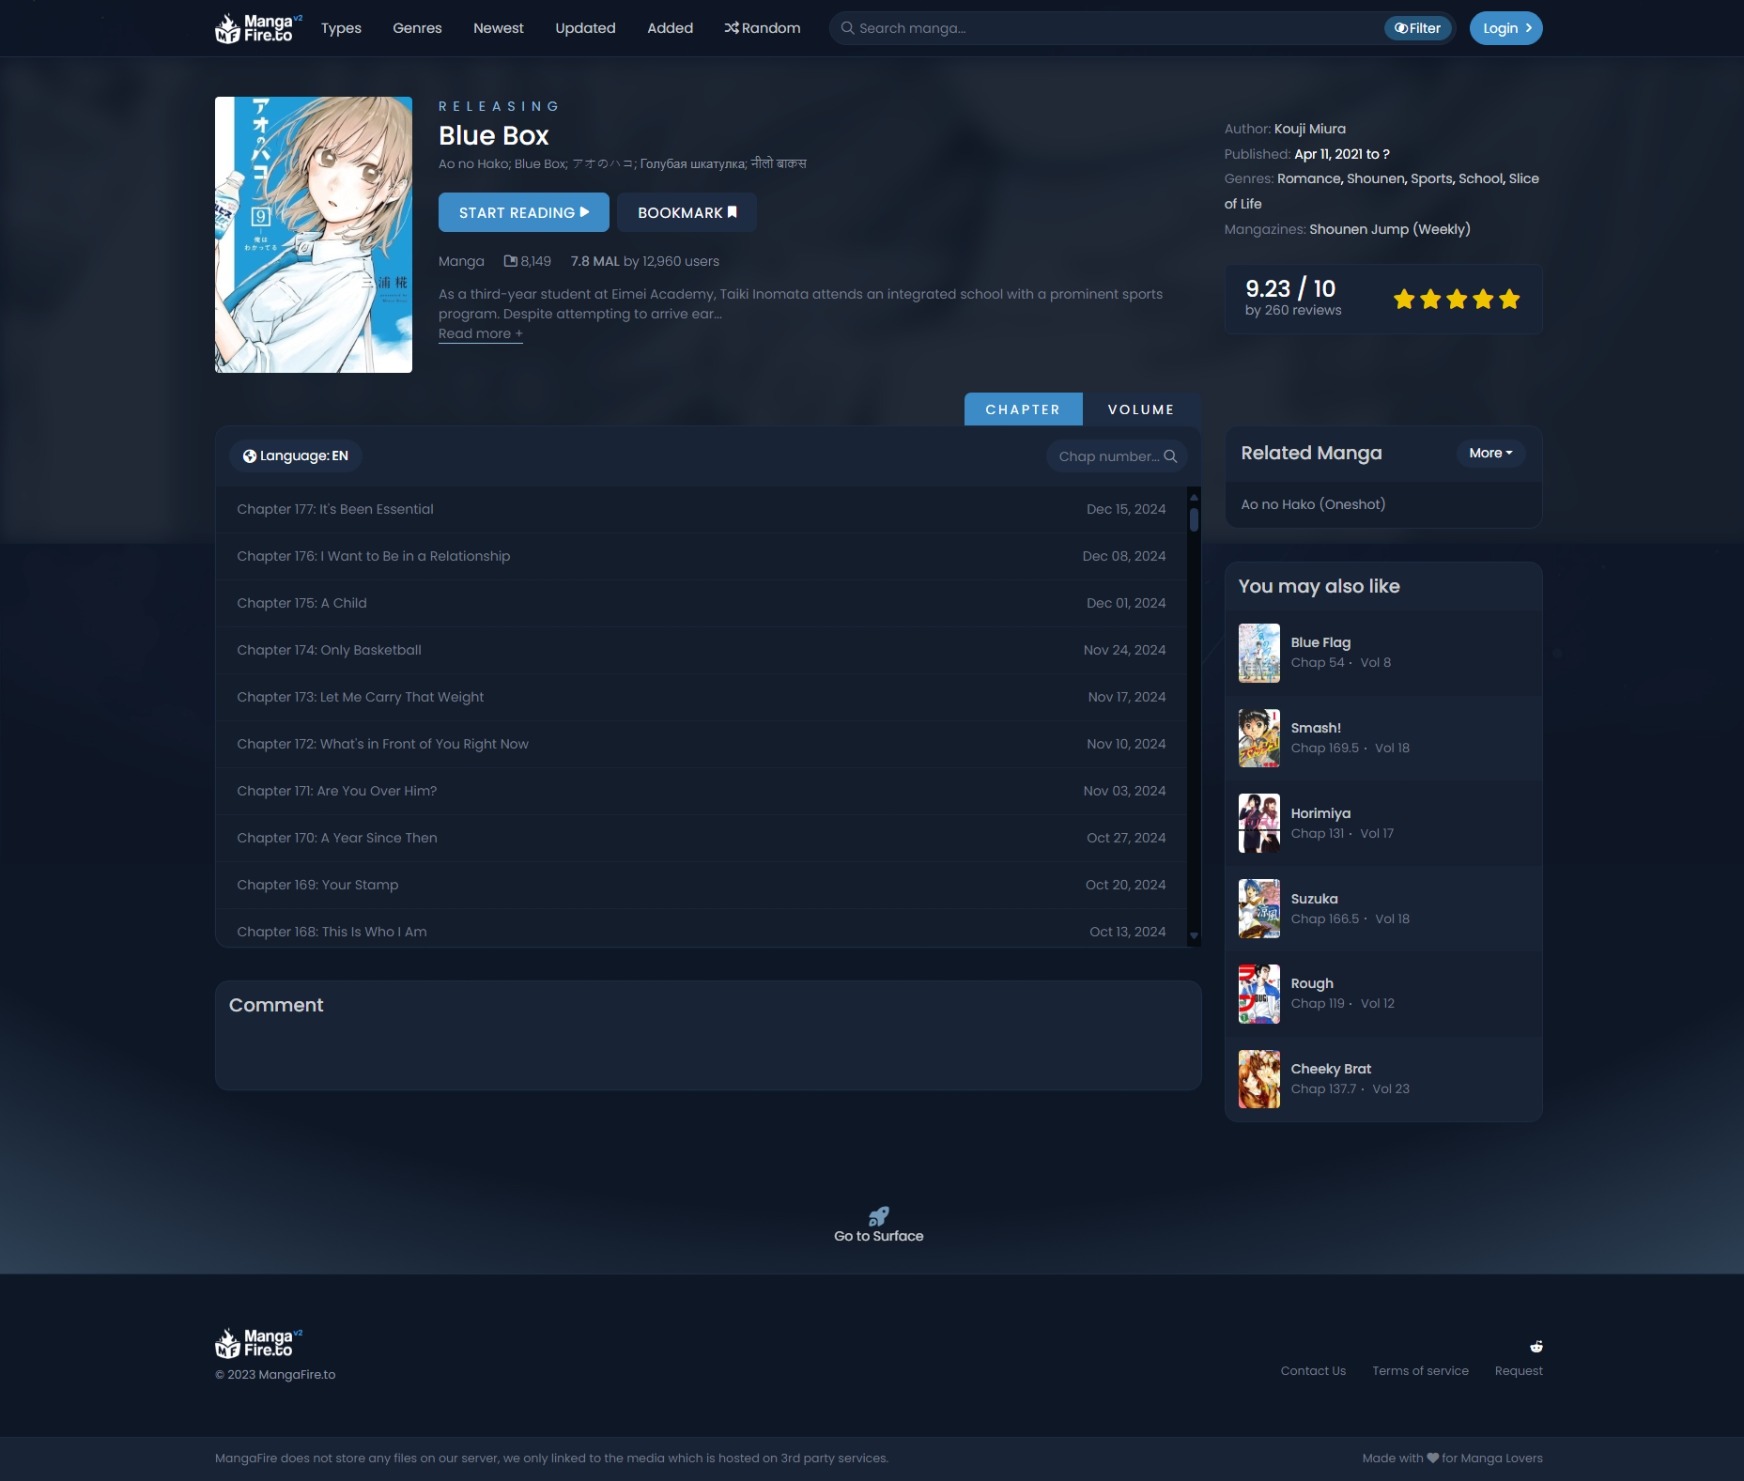 MangaFire.to v2
Types
Genres
Newest
Updated
Added
Random
Search manga...
Filter
Login
アオのハコ
9
俺は
わかってる
三浦糀
RELEASING
Blue Box
Ao no Hako; Blue Box; アオのハコ; Голубая шкатулка; नीलो बाकस
START READING
BOOKMARK
Manga
8,149
7.8 MAL by 12,960 users
As a third-year student at Eimei Academy, Taiki Inomata attends an integrated school with a prominent sports
program. Despite attempting to arrive ear...
Read more +
Author: Kouji Miura
Published: Apr 11, 2021 to ?
Genres: Romance, Shounen, Sports, School, Slice
of Life
Mangazines: Shounen Jump (Weekly)
9.23 / 10
by 260 reviews
CHAPTER
VOLUME
Language: EN
Chap number...
Chapter 177: It's Been Essential Dec 15, 2024
Chapter 176: I Want to Be in a Relationship Dec 08, 2024
Chapter 175: A Child Dec 01, 2024
Chapter 174: Only Basketball Nov 24, 2024
Chapter 173: Let Me Carry That Weight Nov 17, 2024
Chapter 172: What's in Front of You Right Now Nov 10, 2024
Chapter 171: Are You Over Him? Nov 03, 2024
Chapter 170: A Year Since Then Oct 27, 2024
Chapter 169: Your Stamp Oct 20, 2024
Chapter 168: This Is Who I Am Oct 13, 2024
Comment
Related Manga
More
Ao no Hako (Oneshot)
You may also like
Blue Flag
Chap 54 · Vol 8
Smash!
Chap 169.5 · Vol 18
Horimiya
Chap 131 · Vol 17
Suzuka
Chap 166.5 · Vol 18
Rough
Chap 119 · Vol 12
Cheeky Brat
Chap 137.7 · Vol 23
Go to Surface
MangaFire.to v2
© 2023 MangaFire.to
Contact Us
Terms of service
Request
MangaFire does not store any files on our server, we only linked to the media which is hosted on 3rd party services.
Made with ♥ for Manga Lovers